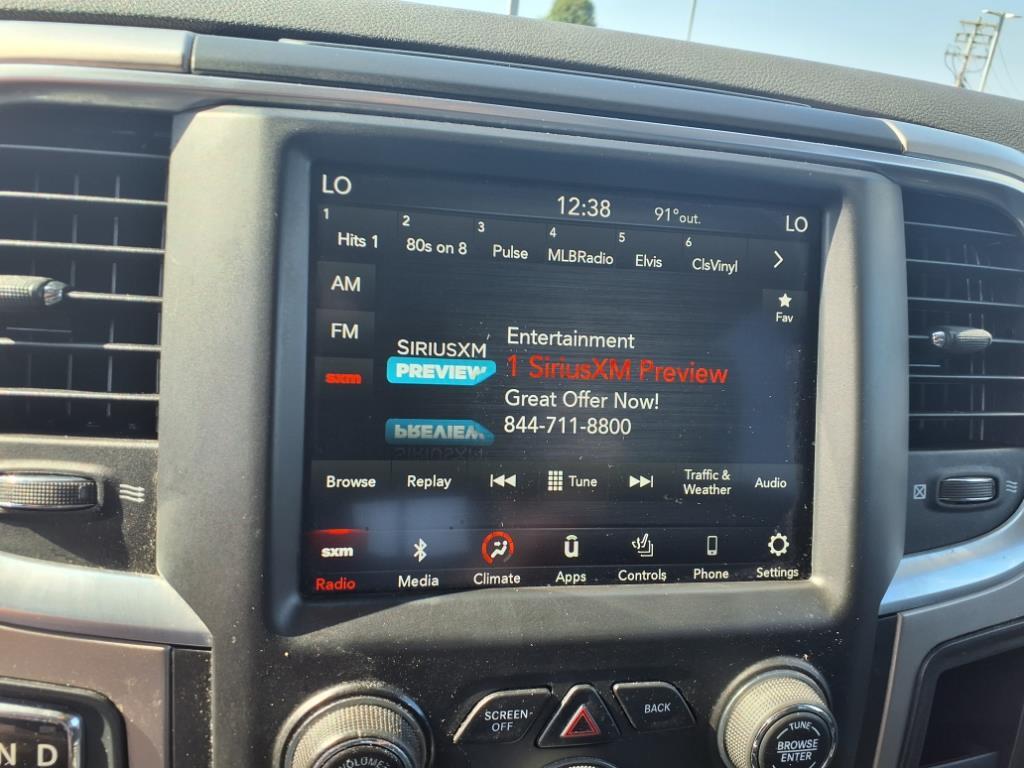 LO 12:38 91°out. LO
1 2 3 4 5 6
Hits 1 80s on 8 Pulse MLBRadio Elvis ClsVinyl
AM
Fav
FM
Entertainment
SIRIUSXM
sxm
PREVIEW
1 SiriusXM Preview
Great Offer Now!
844-711-8800
Browse Replay Tune Traffic &
Weather Audio
sxm
Radio Media Climate Apps Controls Phone Settings
SCREEN-
OFF
BACK
TUNE
BROWSE
ENTER
VOLUME
N D